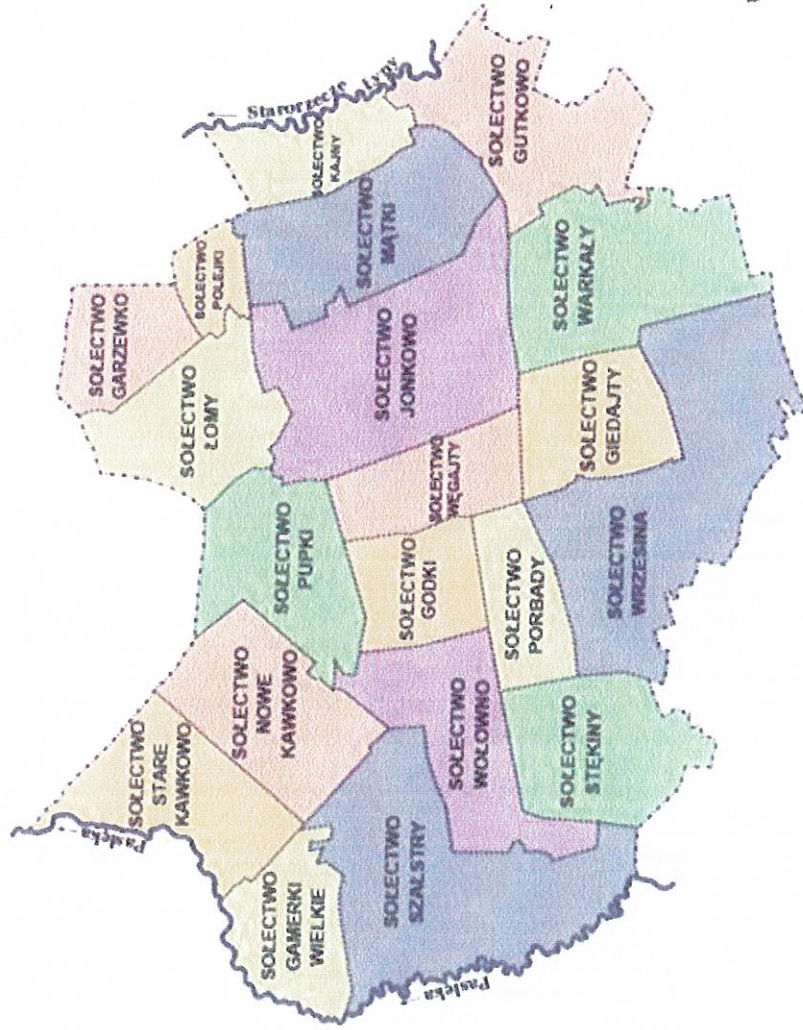 Pasłęka
SOŁECTWO
GARZEWKO
SOŁECTWO
STARE
KAWKOWO
SOŁECTWO
ŁOMY
SOŁECTWO
POLEJKI
SOŁECTWO
NOWE
KAWKOWO
Starorzecze Łyny
SOŁECTWO
GAMERKI
WIELKIE
SOŁECTWO
PUPKI
SOŁECTWO
KAJNY
SOŁECTWO
MĄTKI
SOŁECTWO
JONKOWO
SOŁECTWO
SZAŁSTRY
SOŁECTWO
GODKI
SOŁECTWO
WĘGAJTY
Pasłęka
SOŁECTWO
WOŁOWNO
SOŁECTWO
GUTKOWO
SOŁECTWO
PORBADY
SOŁECTWO
WARKAŁY
SOŁECTWO
STĘKINY
SOŁECTWO
GIEDAJTY
SOŁECTWO
WRZESINA